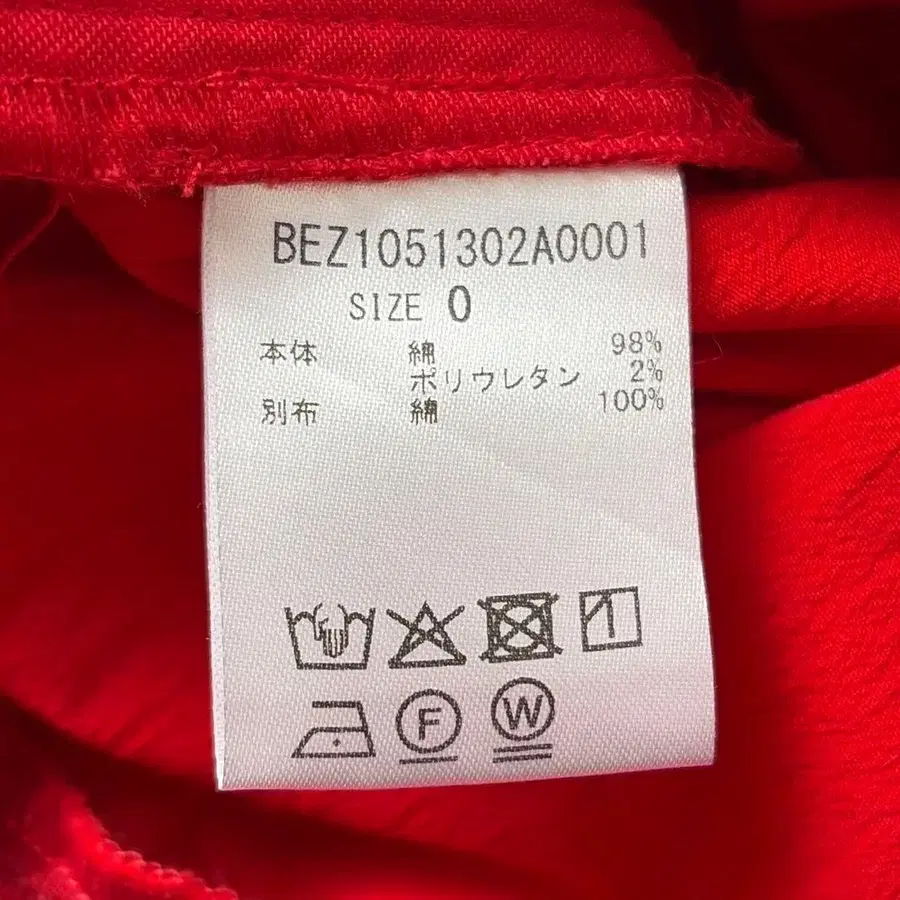 BEZ1051302A0001
SIZE 0
本体 綿 98%
ポリウレタン 2%
別布 綿 100%
F W